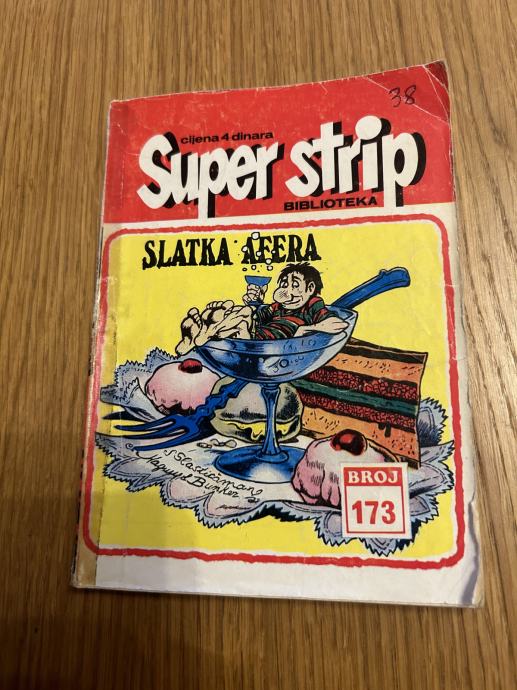 38
cijena 4 dinara
Super strip
BIBLIOTEKA
SLATKA AFERA
BROJ
173